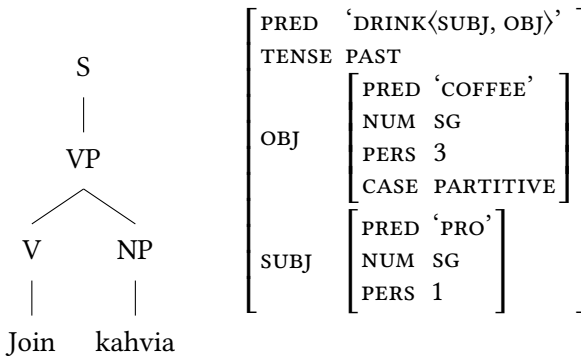 S
VP
V NP
Join kahvia
PRED ‘DRINK⟨SUBJ, OBJ⟩’
TENSE PAST
OBJ
PRED ‘COFFEE’
NUM SG
PERS 3
CASE PARTITIVE
SUBJ
PRED ‘PRO’
NUM SG
PERS 1